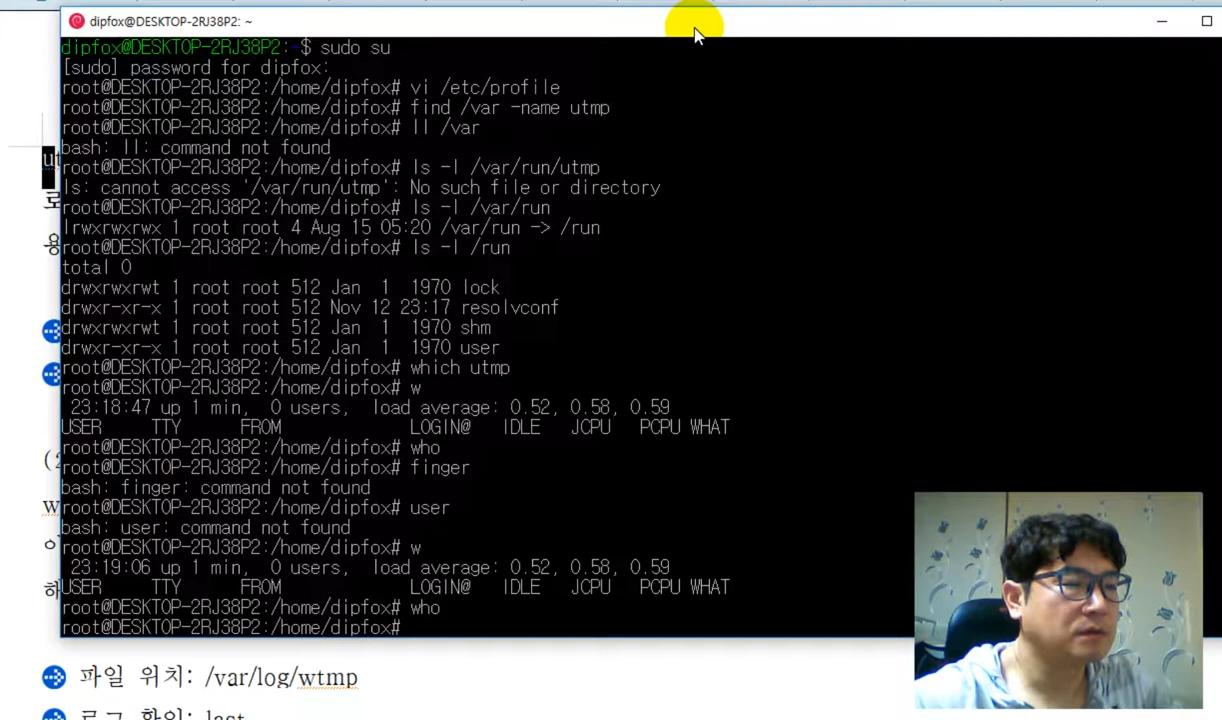 dipfox@DESKTOP-2RJ38P2: ~
dipfox@DESKTOP-2RJ38P2:~$ sudo su
[sudo] password for dipfox:
root@DESKTOP-2RJ38P2:/home/dipfox# vi /etc/profile
root@DESKTOP-2RJ38P2:/home/dipfox# find /var -name utmp
root@DESKTOP-2RJ38P2:/home/dipfox# ll /var
bash: ll: command not found
root@DESKTOP-2RJ38P2:/home/dipfox# ls -l /var/run/utmp
ls: cannot access '/var/run/utmp': No such file or directory
root@DESKTOP-2RJ38P2:/home/dipfox# ls -l /var/run
lrwxrwxrwx 1 root root 4 Aug 15 05:20 /var/run -> /run
root@DESKTOP-2RJ38P2:/home/dipfox# ls -l /run
total 0
drwxrwxrwt 1 root root 512 Jan  1  1970 lock
drwxr-xr-x 1 root root 512 Nov 12 23:17 resolvconf
drwxrwxrwt 1 root root 512 Jan  1  1970 shm
drwxr-xr-x 1 root root 512 Jan  1  1970 user
root@DESKTOP-2RJ38P2:/home/dipfox# which utmp
root@DESKTOP-2RJ38P2:/home/dipfox# w
 23:18:47 up 1 min,  0 users,  load average: 0.52, 0.58, 0.59
USER     TTY      FROM             LOGIN@   IDLE   JCPU   PCPU WHAT
root@DESKTOP-2RJ38P2:/home/dipfox# who
root@DESKTOP-2RJ38P2:/home/dipfox# finger
bash: finger: command not found
root@DESKTOP-2RJ38P2:/home/dipfox# user
bash: user: command not found
root@DESKTOP-2RJ38P2:/home/dipfox# w
 23:19:06 up 1 min,  0 users,  load average: 0.52, 0.58, 0.59
USER     TTY      FROM             LOGIN@   IDLE   JCPU   PCPU WHAT
root@DESKTOP-2RJ38P2:/home/dipfox# who
root@DESKTOP-2RJ38P2:/home/dipfox#
파일 위치: /var/log/wtmp